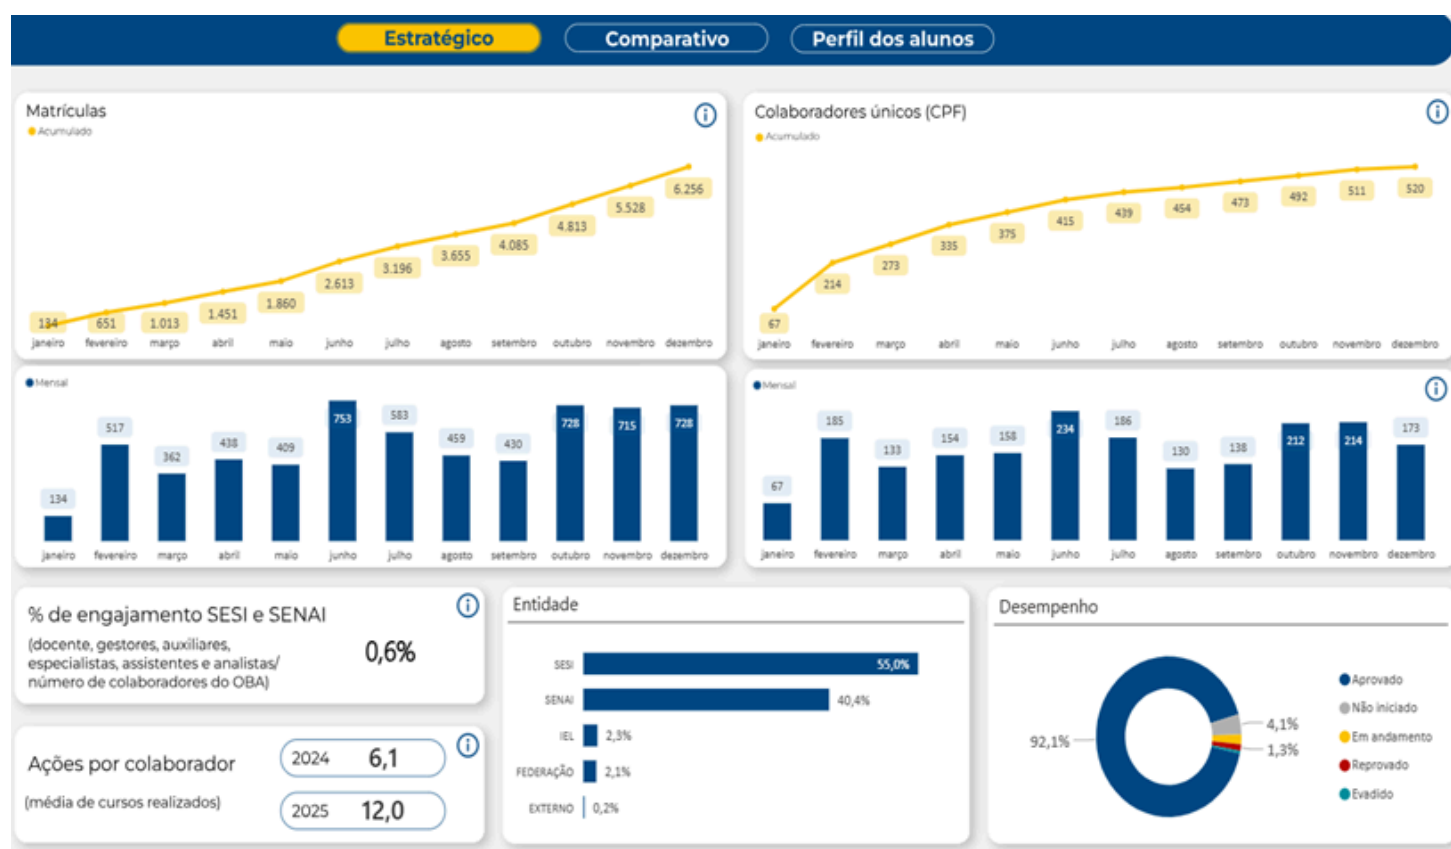 Estratégico
Comparativo
Perfil dos alunos
Matrículas
Acumulado
134
651
1.013
1.451
1.860
2.613
3.196
3.655
4.085
4.813
5.528
6.256
janeiro fevereiro março abril maio junho julho agosto setembro outubro novembro dezembro
Colaboradores únicos (CPF)
Acumulado
67
214
273
335
375
415
439
454
473
492
511
520
janeiro fevereiro março abril maio junho julho agosto setembro outubro novembro dezembro
Mensal
134
517
362
438
409
753
583
459
430
728
715
728
janeiro fevereiro março abril maio junho julho agosto setembro outubro novembro dezembro
Mensal
67
185
133
154
158
234
186
130
138
212
214
173
janeiro fevereiro março abril maio junho julho agosto setembro outubro novembro dezembro
% de engajamento SESI e SENAI
(docente, gestores, auxiliares,
especialistas, assistentes e analistas/
número de colaboradores do OBA)
0,6%
Ações por colaborador
(média de cursos realizados)
2024 6,1
2025 12,0
Entidade
SESI 55,0%
SENAI 40,4%
IEL 2,3%
FEDERAÇÃO 2,1%
EXTERNO 0,2%
Desempenho
92,1%
4,1%
1,3%
Aprovado
Não iniciado
Em andamento
Reprovado
Evadido